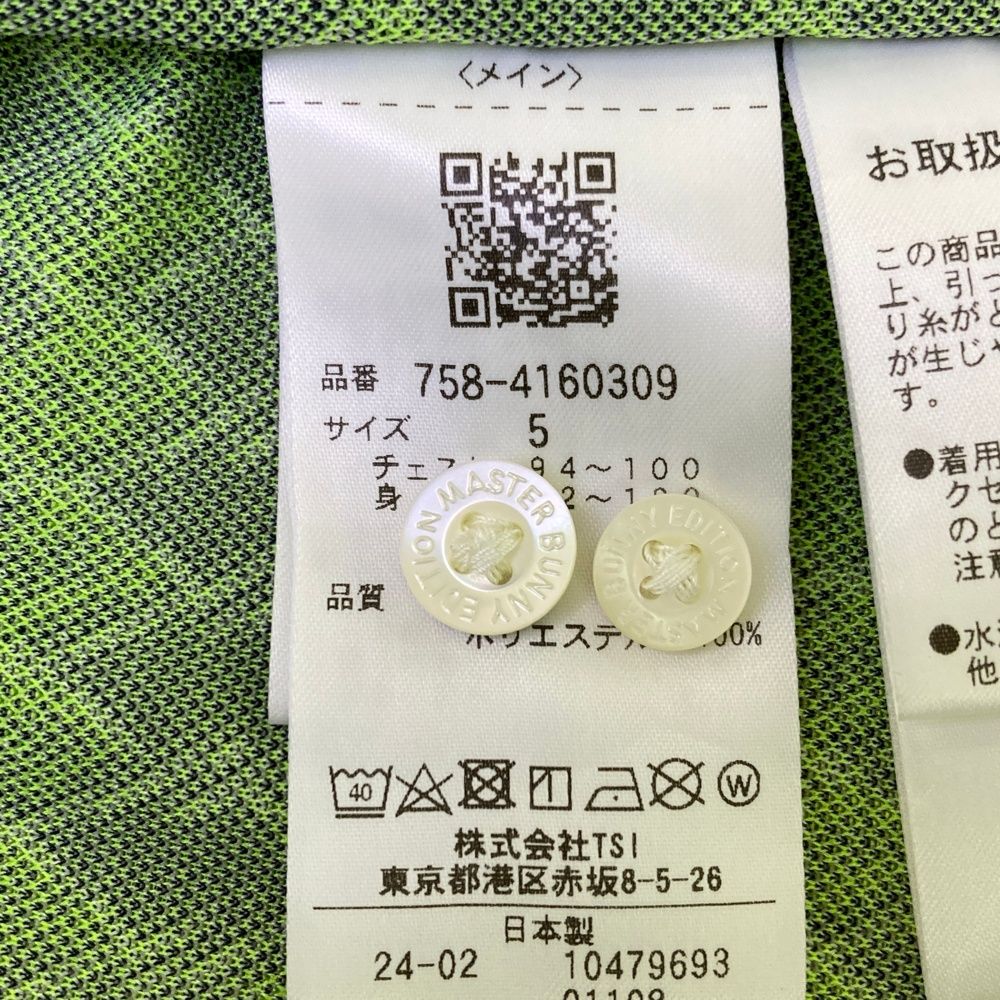 〈メイン〉
品番 758-4160309
サイズ 5
チェス 94～100
身
品質
ポリエステル 100%
40
W
株式会社TSI
東京都港区赤坂8-5-26
日本製
24-02 10479693
01108
MASTER BUNNY EDITION
MASTER BUNNY EDITION
お取扱
この商品
上、引っ
り糸がと
が生じや
す。
●着用
クセ
のと
注意
●水
他